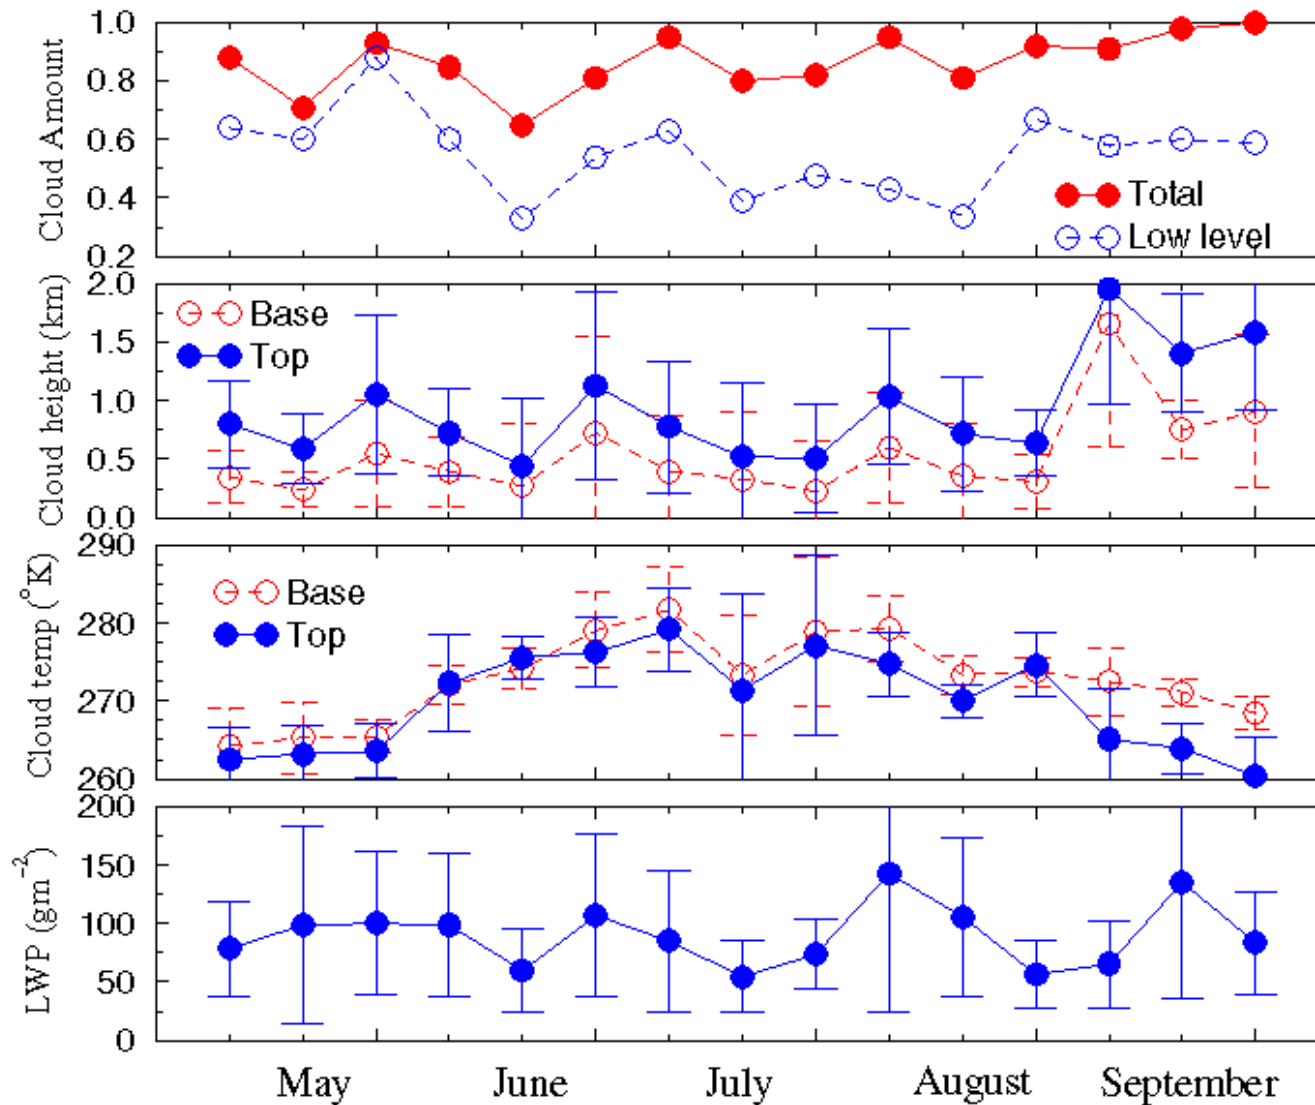 Cloud Amount
1.0
0.8
0.6
0.4
0.2
Total
Low level
Cloud height (km)
2.0
1.5
1.0
0.5
0.0
Base
Top
Cloud temp (°K)
290
280
270
260
Base
Top
LWP (gm⁻²)
200
150
100
50
0
May June July August September